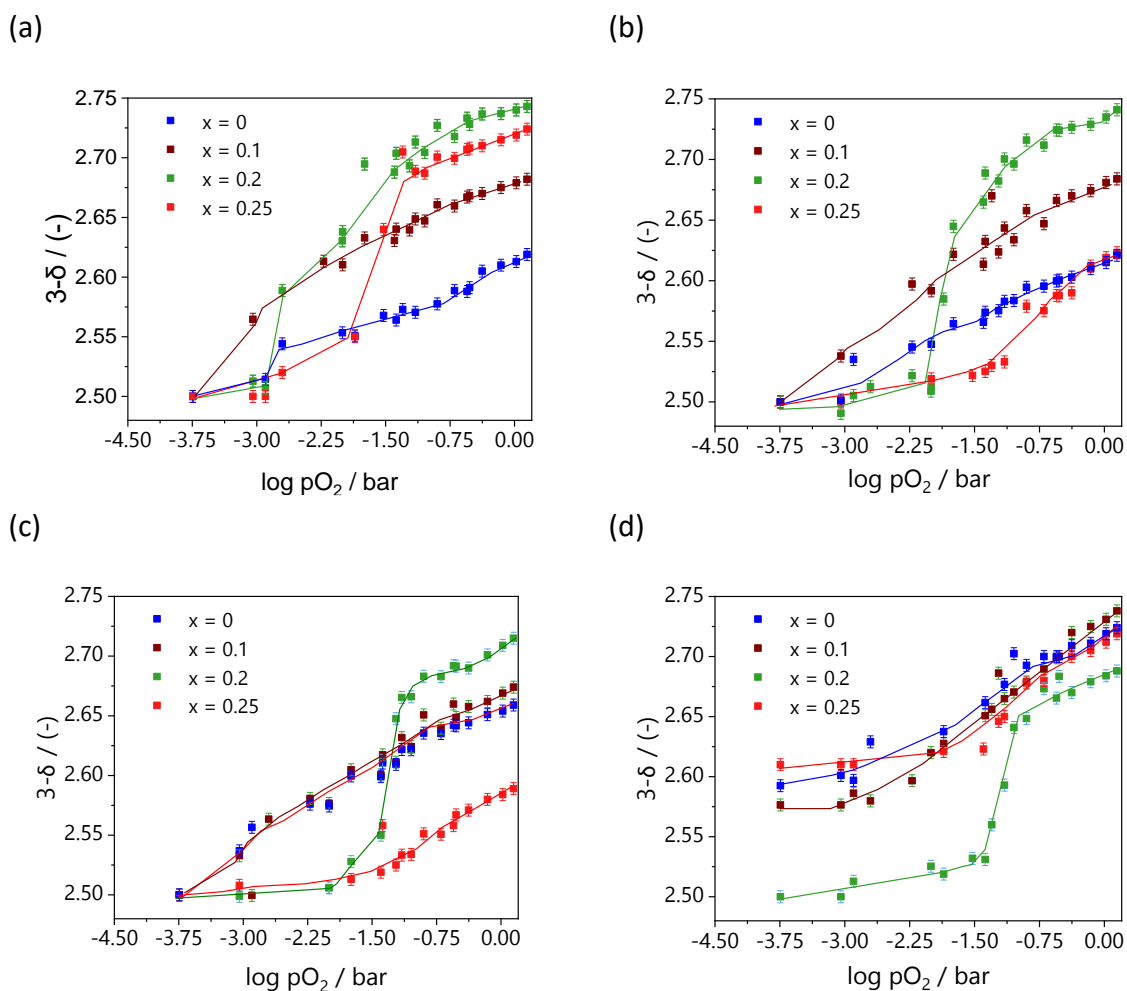 (a)
2.75
2.70
2.65
2.60
2.55
2.50
3-δ / (-)
x = 0
x = 0.1
x = 0.2
x = 0.25
-4.50 -3.75 -3.00 -2.25 -1.50 -0.75 0.00
log pO₂ / bar
(b)
2.75
2.70
2.65
2.60
2.55
2.50
3-δ / (-)
x = 0
x = 0.1
x = 0.2
x = 0.25
-4.50 -3.75 -3.00 -2.25 -1.50 -0.75 0.00
log pO₂ / bar
(c)
2.75
2.70
2.65
2.60
2.55
2.50
3-δ / (-)
x = 0
x = 0.1
x = 0.2
x = 0.25
-4.50 -3.75 -3.00 -2.25 -1.50 -0.75 0.00
log pO₂ / bar
(d)
2.75
2.70
2.65
2.60
2.55
2.50
3-δ / (-)
x = 0
x = 0.1
x = 0.2
x = 0.25
-4.50 -3.75 -3.00 -2.25 -1.50 -0.75 0.00
log pO₂ / bar